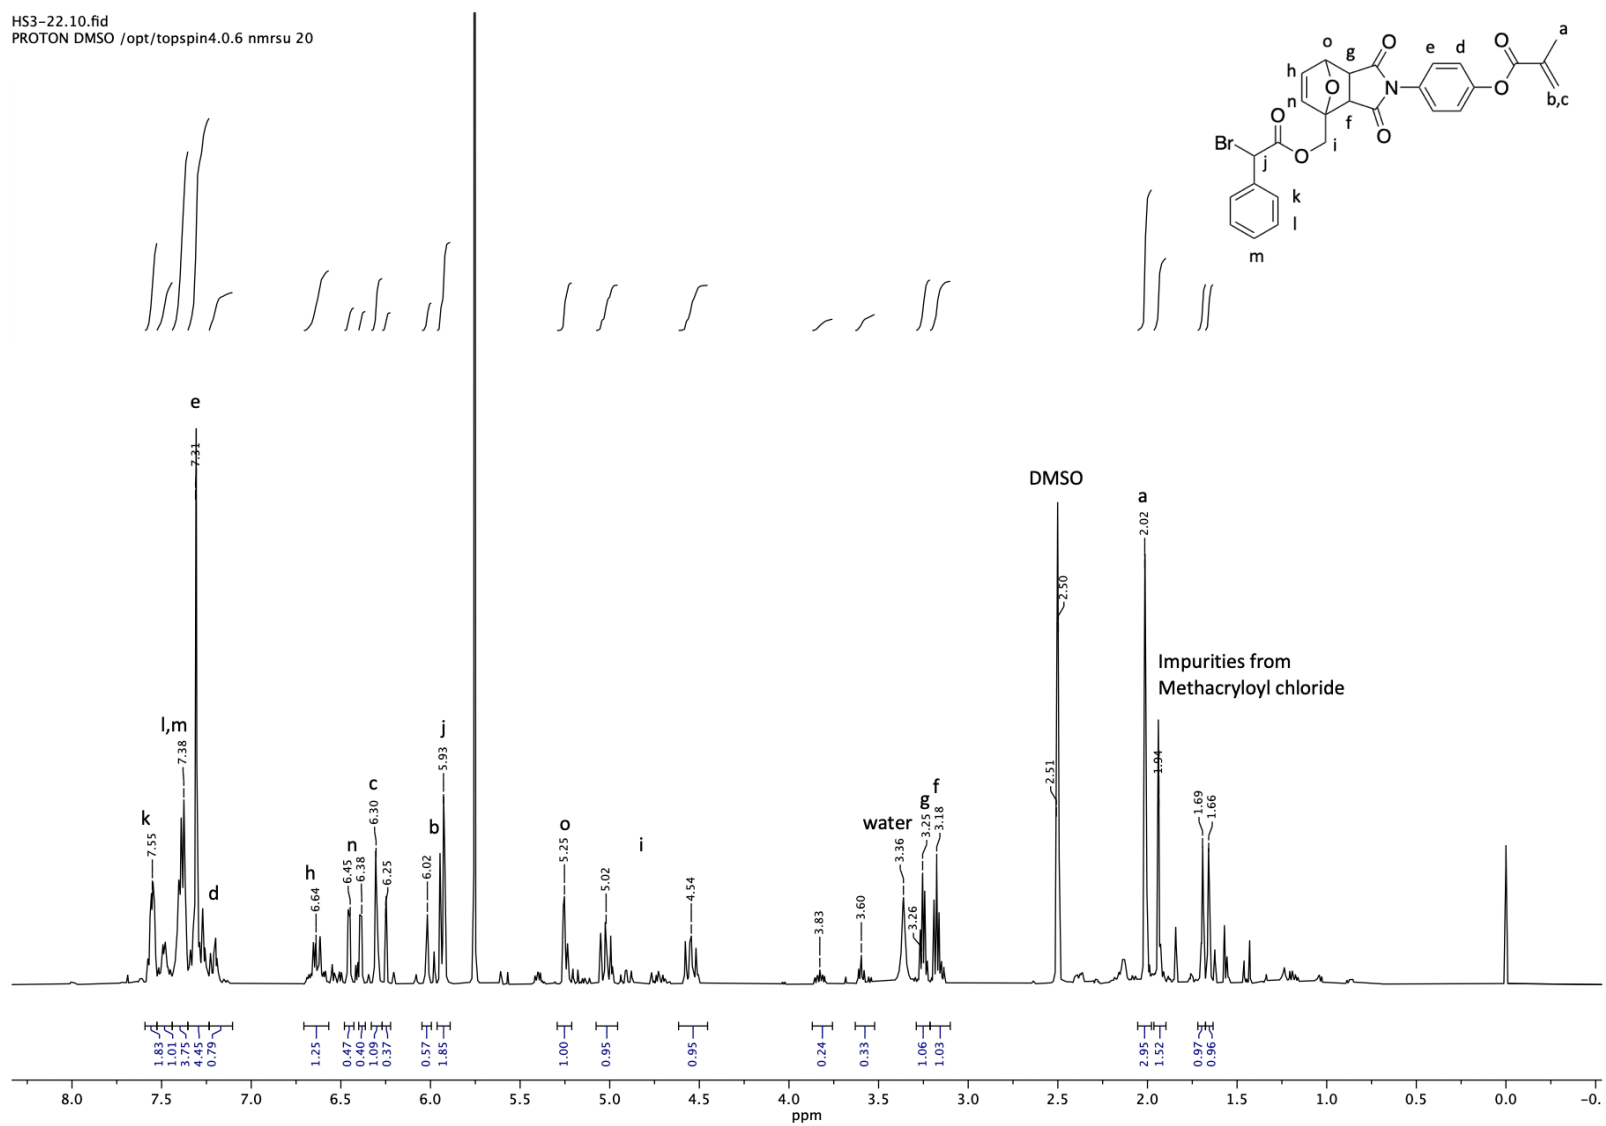 HS3-22.10.fid
PROTON DMSO /opt/topspin4.0.6 nmrsu 20
o g O e d O a
h O N O b,c
n f O
O i
Br O
j
k
l
m
e
7.31
DMSO
a
2.02
2.50
Impurities from
Methacryloyl chloride
l,m
7.38
j
5.93
2.51
1.94
k
7.55
c
6.30
b
g f
3.25 3.18
1.69 1.66
water
3.36
o
5.25
i
n
6.45 6.38
h
6.64
d
6.25
6.02
5.02
4.54
3.83
3.60
3.26
1.83 1.01 3.75 4.45 0.79 1.25 0.47 0.40 1.09 0.37 0.57 1.85 1.00 0.95 0.95 0.24 0.33 1.06 1.03 2.95 1.52 0.97 0.96
8.0 7.5 7.0 6.5 6.0 5.5 5.0 4.5 4.0 3.5 3.0 2.5 2.0 1.5 1.0 0.5 0.0 -0.
ppm